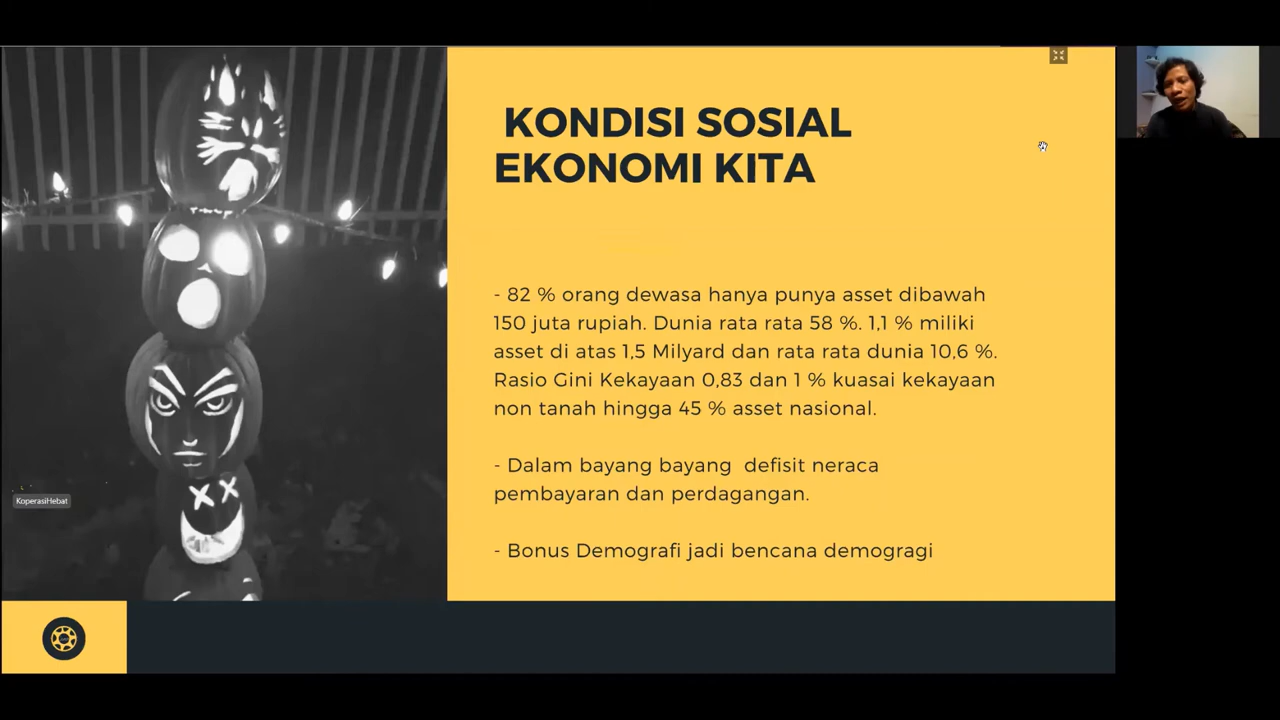 KONDISI SOSIAL
EKONOMI KITA
- 82 % orang dewasa hanya punya asset dibawah
150 juta rupiah. Dunia rata rata 58 %. 1,1 % miliki
asset di atas 1,5 Milyard dan rata rata dunia 10,6 %.
Rasio Gini Kekayaan 0,83 dan 1 % kuasai kekayaan
non tanah hingga 45 % asset nasional.
- Dalam bayang bayang  defisit neraca
pembayaran dan perdagangan.
- Bonus Demografi jadi bencana demogragi
KoperasiHebat